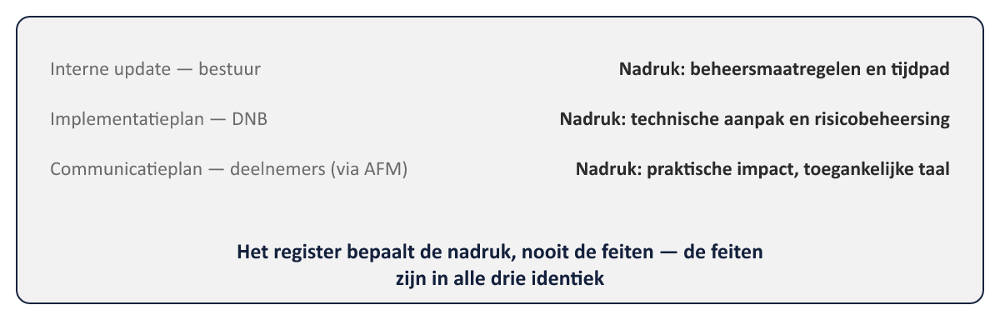 Interne update — bestuur Nadruk: beheersmaatregelen en tijdpad
Implementatieplan — DNB Nadruk: technische aanpak en risicobeheersing
Communicatieplan — deelnemers (via AFM) Nadruk: praktische impact, toegankelijke taal
Het register bepaalt de nadruk, nooit de feiten — de feiten
zijn in alle drie identiek